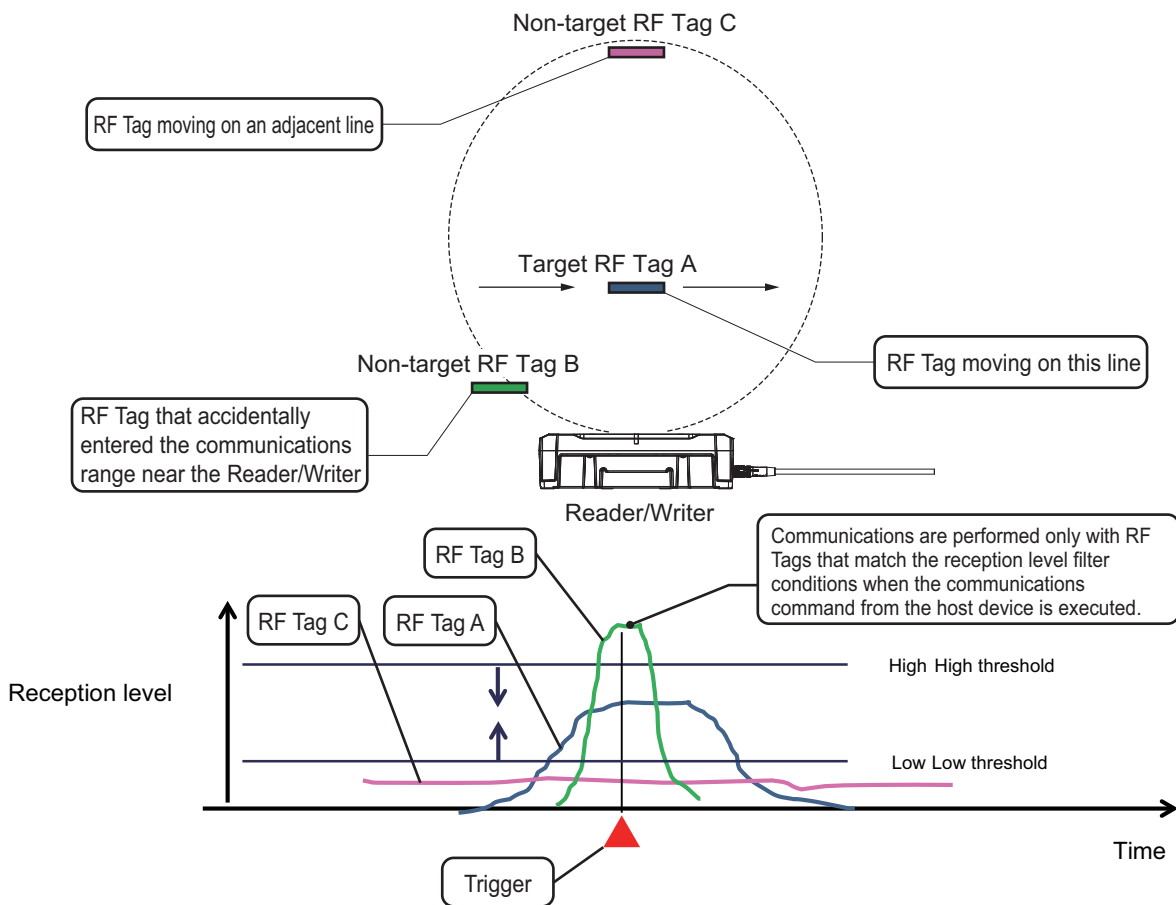 Non-target RF Tag C
RF Tag moving on an adjacent line
Target RF Tag A
Non-target RF Tag B
RF Tag moving on this line
RF Tag that accidentally
entered the communications
range near the Reader/Writer
Reader/Writer
Communications are performed only with RF
Tags that match the reception level filter
conditions when the communications
command from the host device is executed.
RF Tag B
RF Tag C
RF Tag A
High High threshold
Reception level
Low Low threshold
Time
Trigger